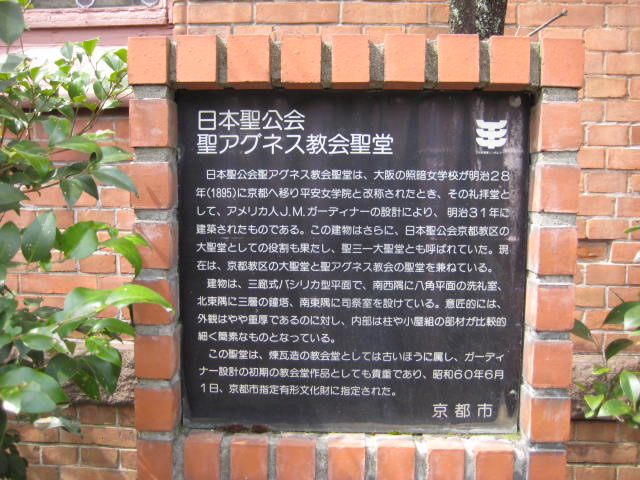 日本聖公会
聖アグネス教会聖堂
日本聖公会聖アグネス教会聖堂は、大阪の照暗女学校が明治28
年(1895)に京都へ移り平安女学院と改称されたとき、その礼拝堂と
して、アメリカ人J.M.ガーディナーの設計により、明治31年に
建築されたものである。この建物はさらに、日本聖公会京都教区の
大聖堂としての役割も果たし、聖三一大聖堂とも呼ばれていた。現
在は、京都教区の大聖堂と聖アグネス教会の聖堂を兼ねている。
建物は、三廊式バシリカ型平面で、南西隅に八角平面の洗礼室、
北東隅に三層の鐘塔、南東隅に司祭室を設けている。意匠的には、
外観はやや重厚であるのに対し、内部は柱や小屋組の部材が比較的
細く簡素なものとなっている。
この聖堂は、煉瓦造の教会堂としては古いほうに属し、ガーディ
ナー設計の初期の教会堂作品としても貴重であり、昭和60年6月
1日、京都市指定有形文化財に指定された。
京都市